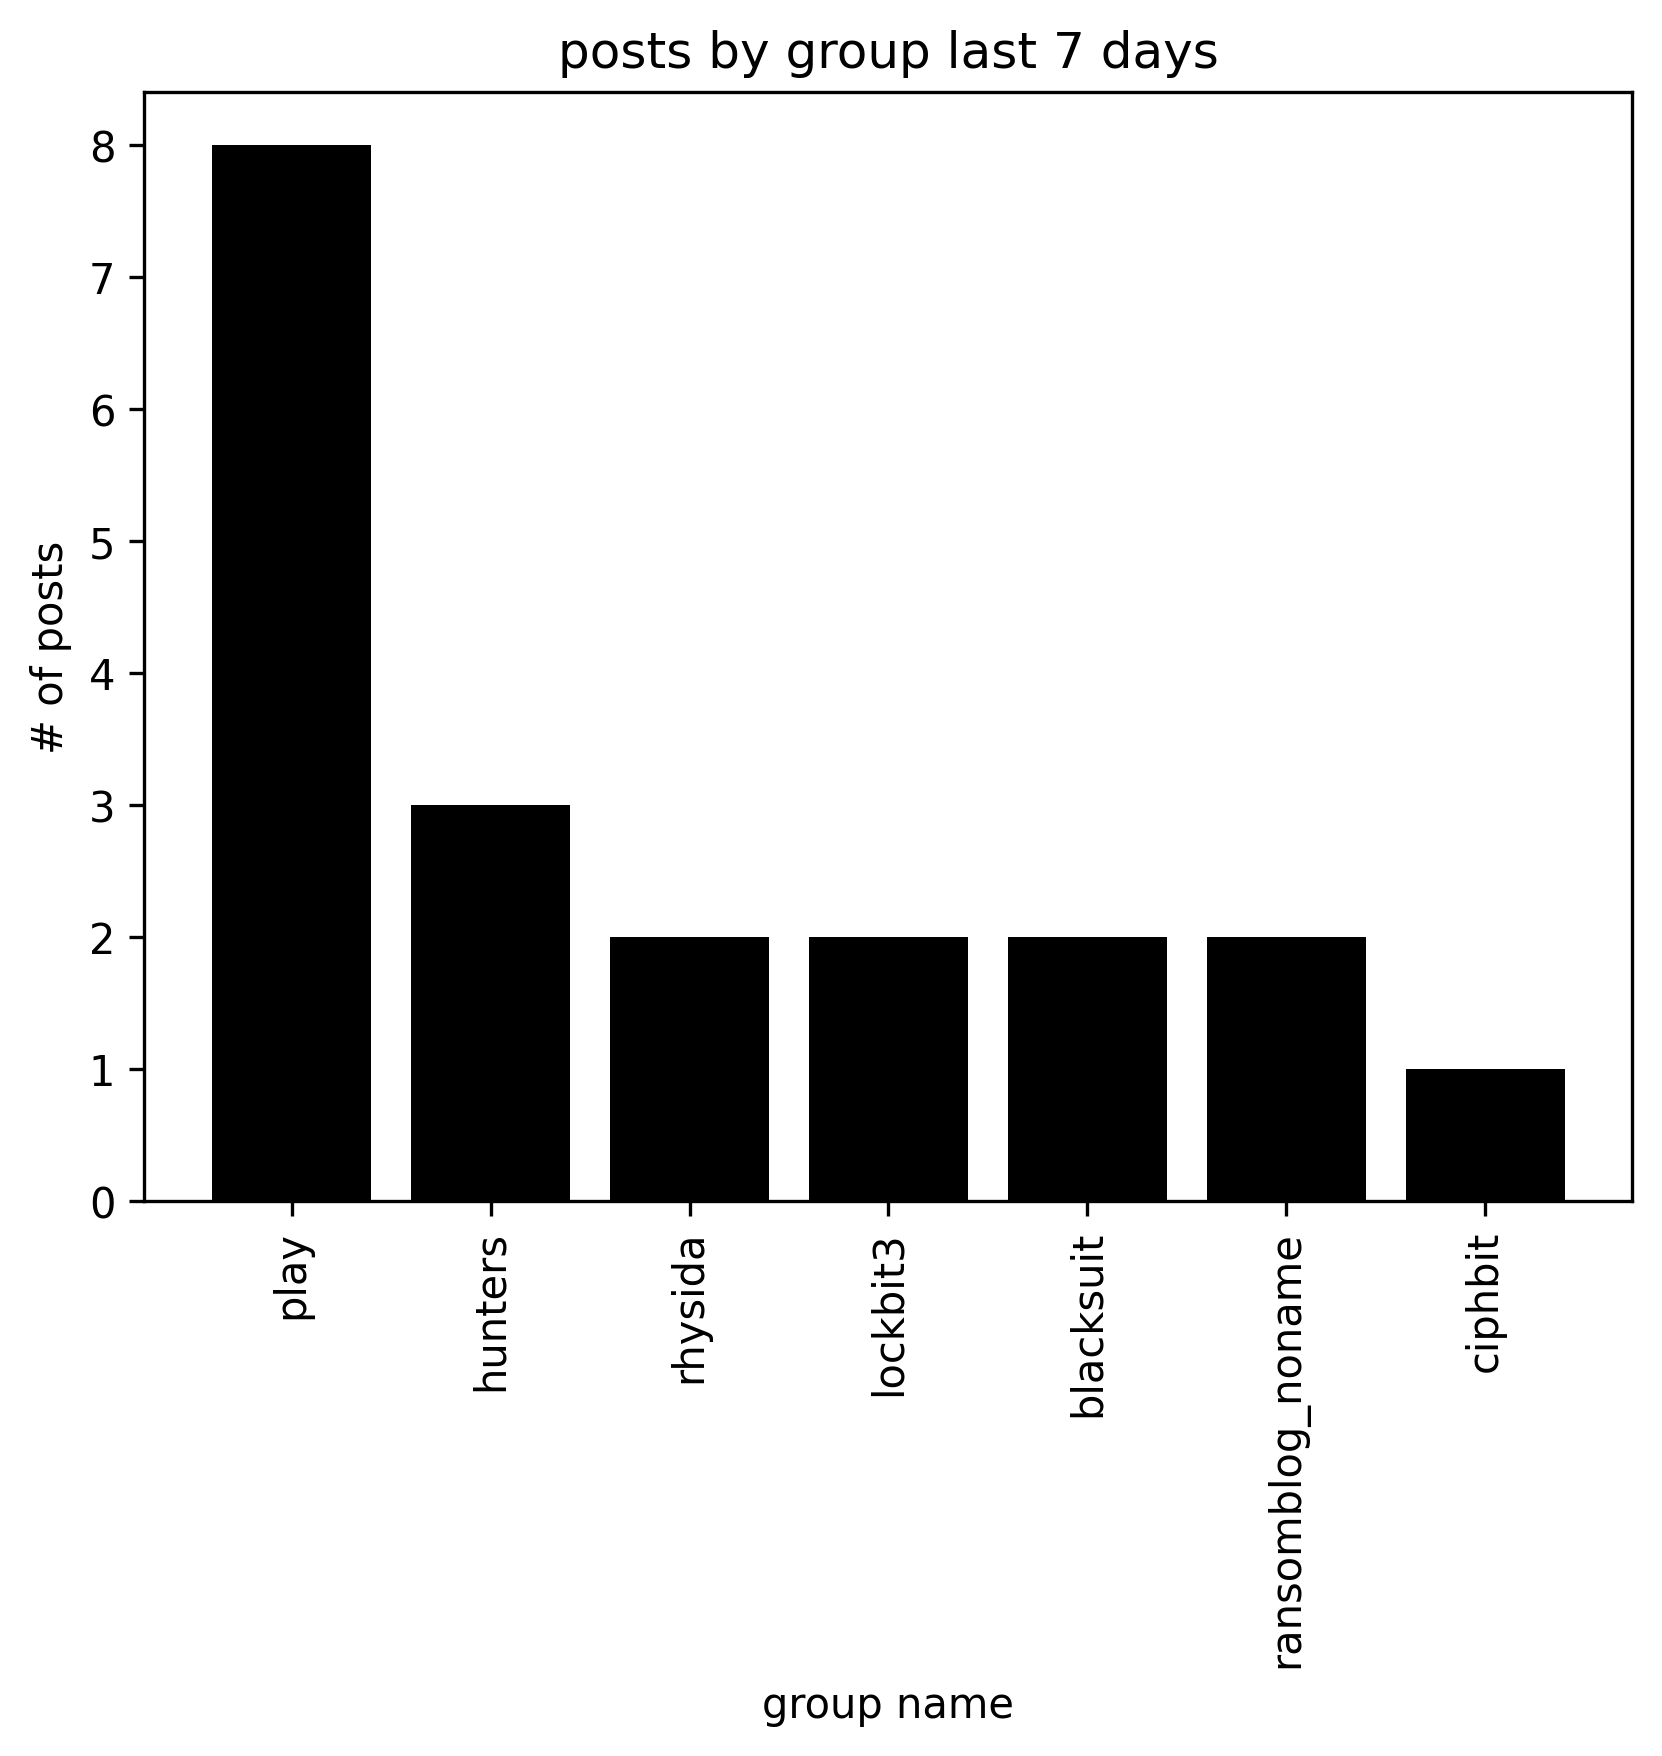 posts by group last 7 days
# of posts
8
7
6
5
4
3
2
1
0
play
hunters
rhysida
lockbit3
blacksuit
ransomblog_noname
ciphbit
group name